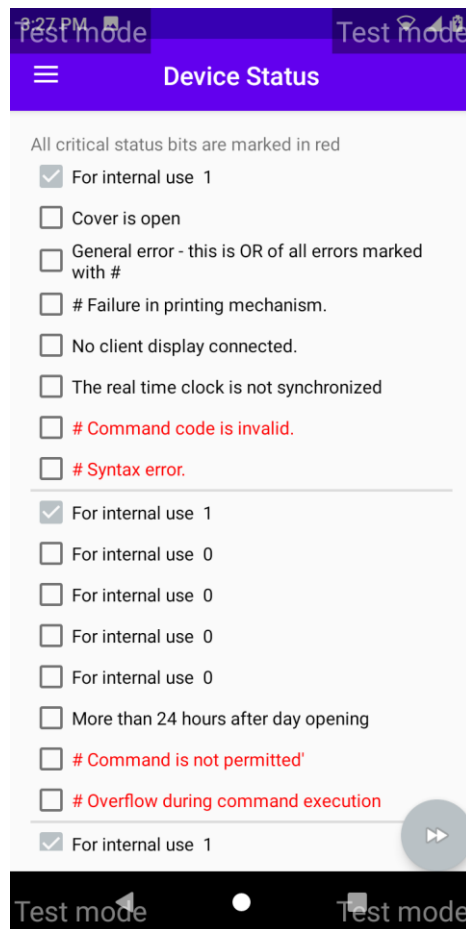 3:27 PM
Test mode
Test mode
Device Status
All critical status bits are marked in red
For internal use 1
Cover is open
General error - this is OR of all errors marked
with #
# Failure in printing mechanism.
No client display connected.
The real time clock is not synchronized
# Command code is invalid.
# Syntax error.
For internal use 1
For internal use 0
For internal use 0
For internal use 0
For internal use 0
More than 24 hours after day opening
# Command is not permitted'
# Overflow during command execution
For internal use 1
Test mode
Test mode